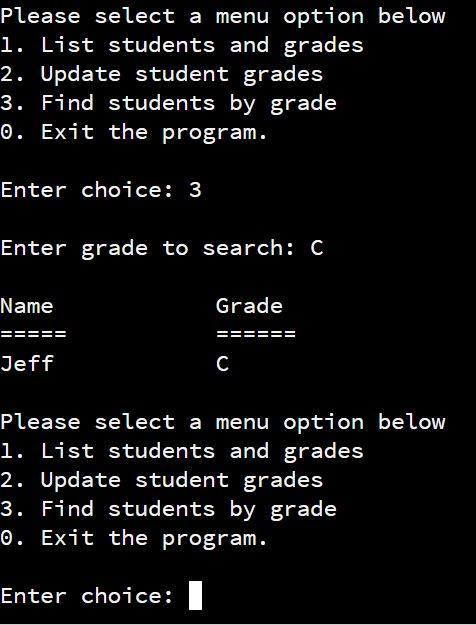 Please select a menu option below
1. List students and grades
2. Update student grades
3. Find students by grade
0. Exit the program.
Enter choice: 3
Enter grade to search: C
Name            Grade
=====           ======
Jeff            C
Please select a menu option below
1. List students and grades
2. Update student grades
3. Find students by grade
0. Exit the program.
Enter choice: